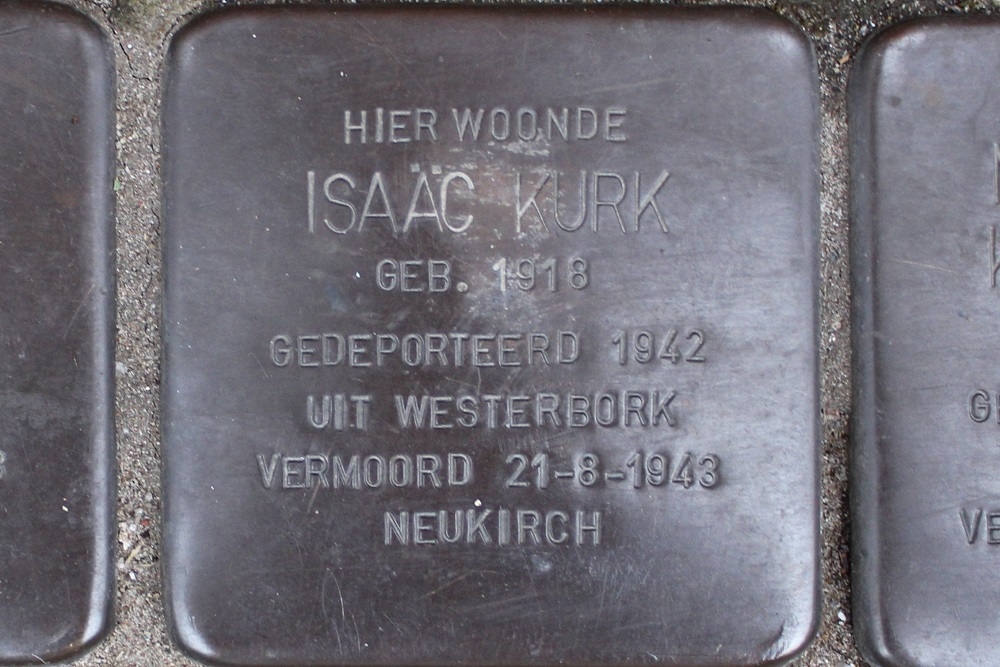 HIER WOONDE
ISAÄC KURK
GEB. 1918
GEDEPORTEERD 1942
UIT WESTERBORK
VERMOORD 21-8-1943
NEUKIRCH